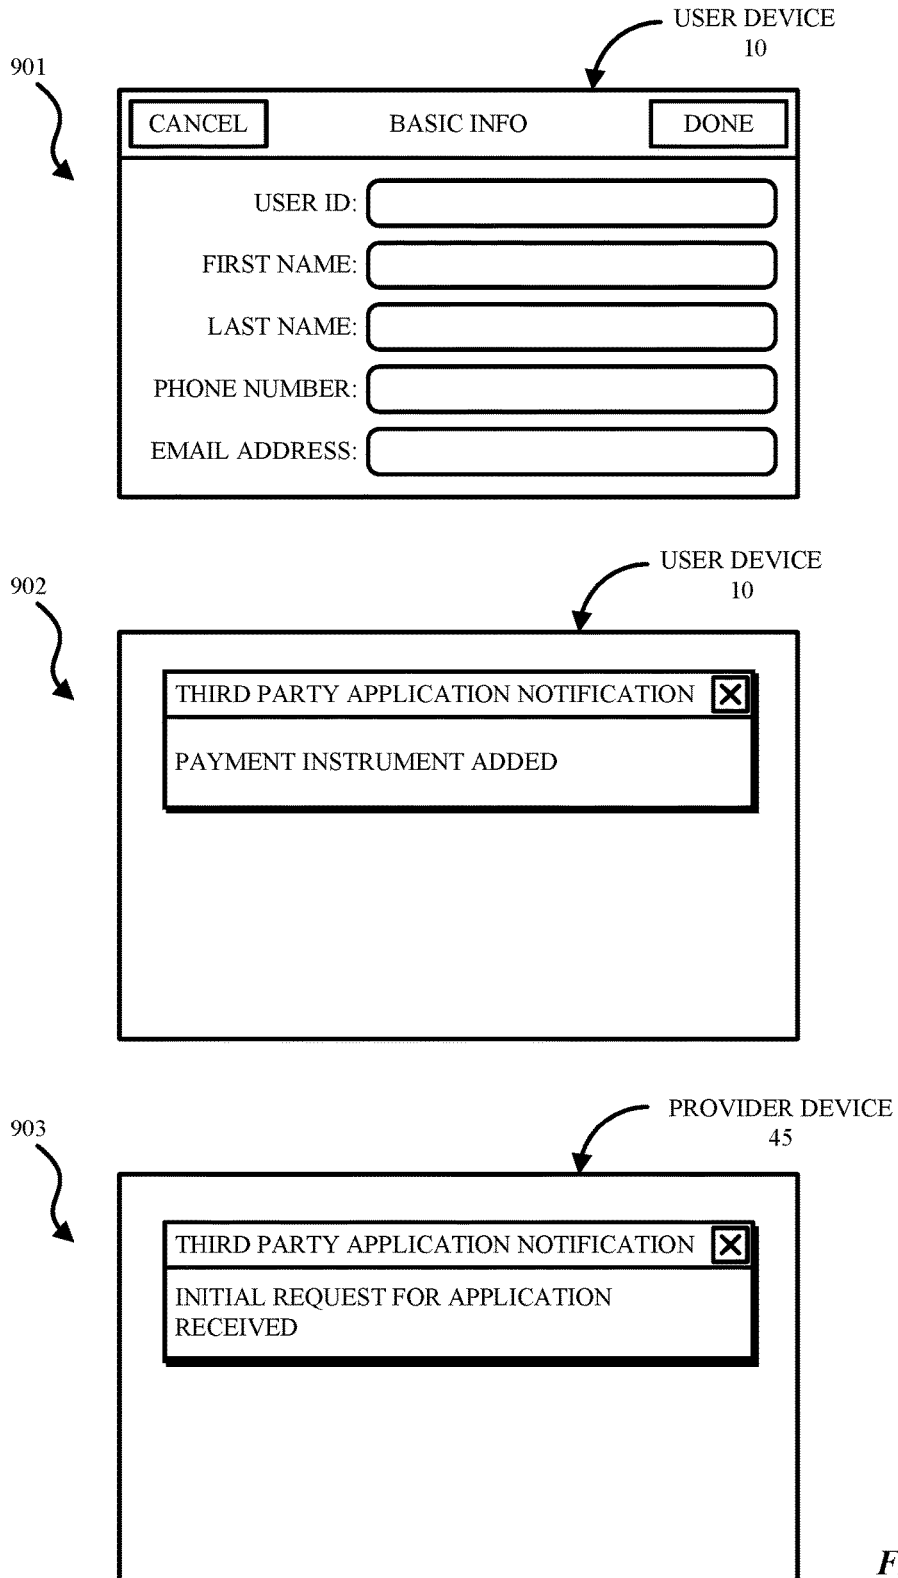 USER DEVICE
10
901
CANCEL
BASIC INFO
DONE
USER ID:
FIRST NAME:
LAST NAME:
PHONE NUMBER:
EMAIL ADDRESS:
USER DEVICE
10
902
THIRD PARTY APPLICATION NOTIFICATION
PAYMENT INSTRUMENT ADDED
PROVIDER DEVICE
45
903
THIRD PARTY APPLICATION NOTIFICATION
INITIAL REQUEST FOR APPLICATION
RECEIVED